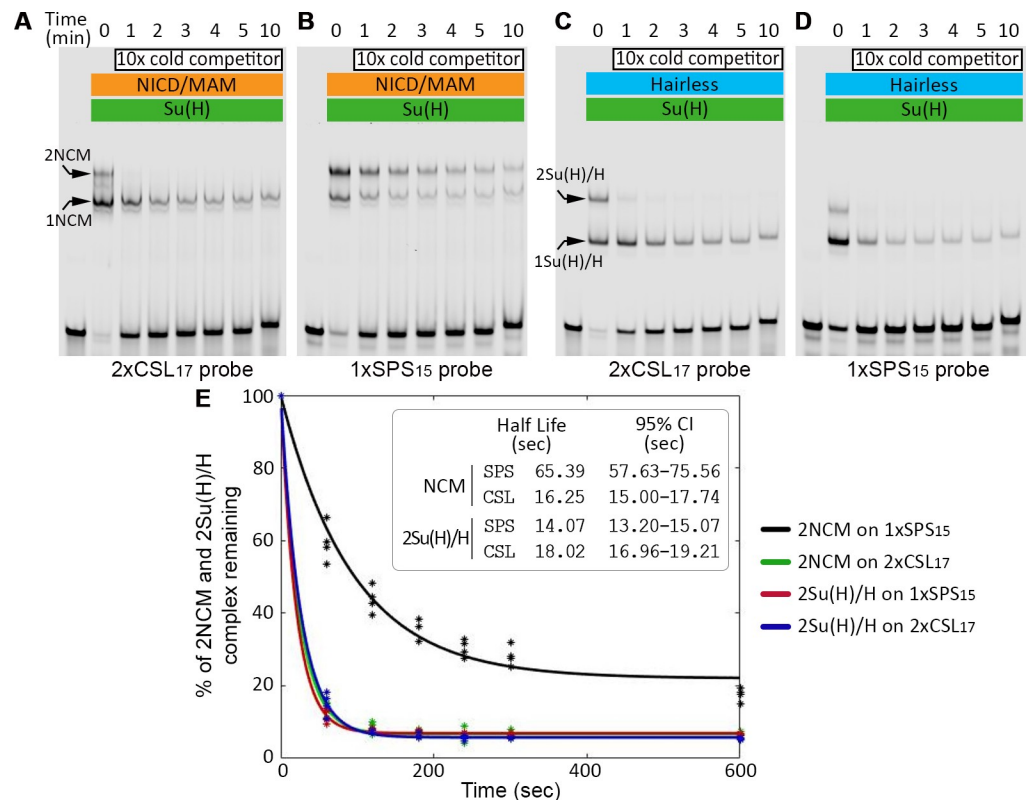 A
Time (min) 0 1 2 3 4 5 10
10x cold competitor
NICD/MAM
Su(H)
2NCM
1NCM
2xCSL17 probe
B
0 1 2 3 4 5 10
10x cold competitor
NICD/MAM
Su(H)
1xSPS15 probe
C
0 1 2 3 4 5 10
10x cold competitor
Hairless
Su(H)
2Su(H)/H
1Su(H)/H
2xCSL17 probe
D
0 1 2 3 4 5 10
10x cold competitor
Hairless
Su(H)
1xSPS15 probe
E
% of 2NCM and 2Su(H)/H
complex remaining
100
80
60
40
20
0
0 200 400 600
Time (sec)
Half Life (sec) 95% CI (sec)
NCM SPS 65.39 57.63-75.56
CSL 16.25 15.00-17.74
2Su(H)/H SPS 14.07 13.20-15.07
CSL 18.02 16.96-19.21
2NCM on 1xSPS15
2NCM on 2xCSL17
2Su(H)/H on 1xSPS15
2Su(H)/H on 2xCSL17